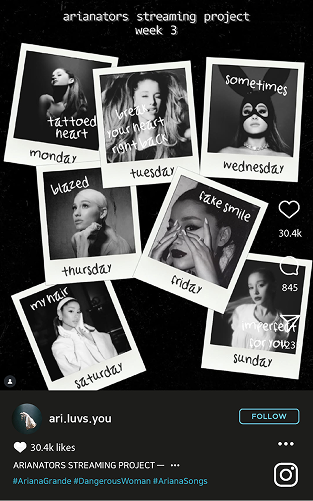 arianators streaming project
week 3
tattoed
heart
monday
break
your heart
right back
tuesday
sometimes
wednesday
blazed
thursday
fake smile
friday
30.4k
845
my hair
saturday
imperfect
for you
1123
sunday
ari.luvs.you
FOLLOW
30.4k likes
ARIANATORS STREAMING PROJECT — •••
#ArianaGrande #DangerousWoman #ArianaSongs